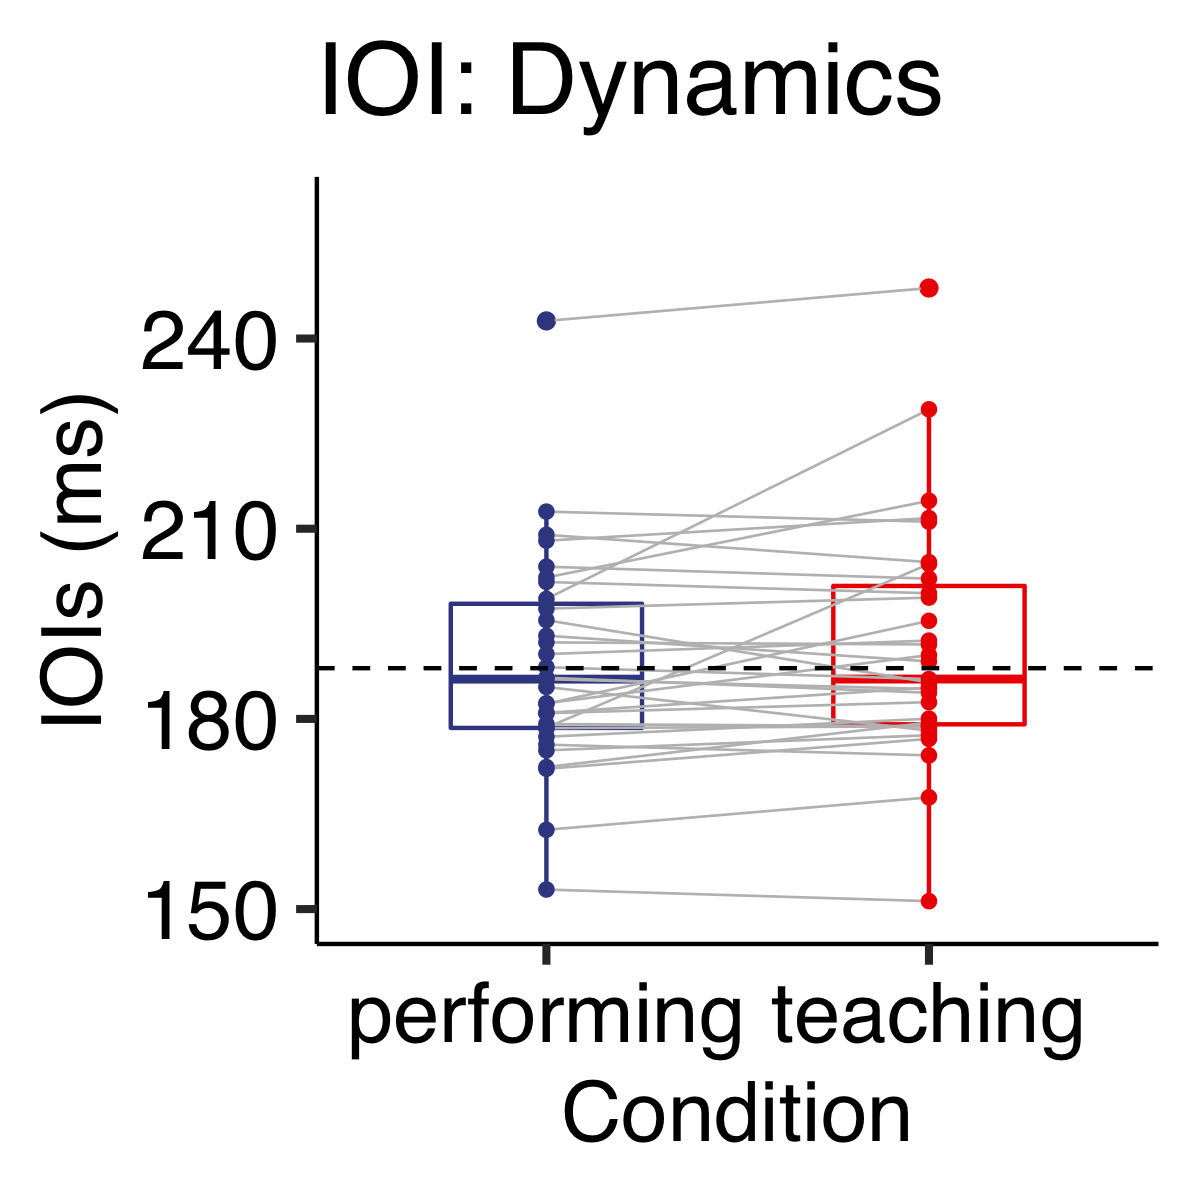 IOI: Dynamics
IOIs (ms)
240
210
180
150
performing teaching
Condition